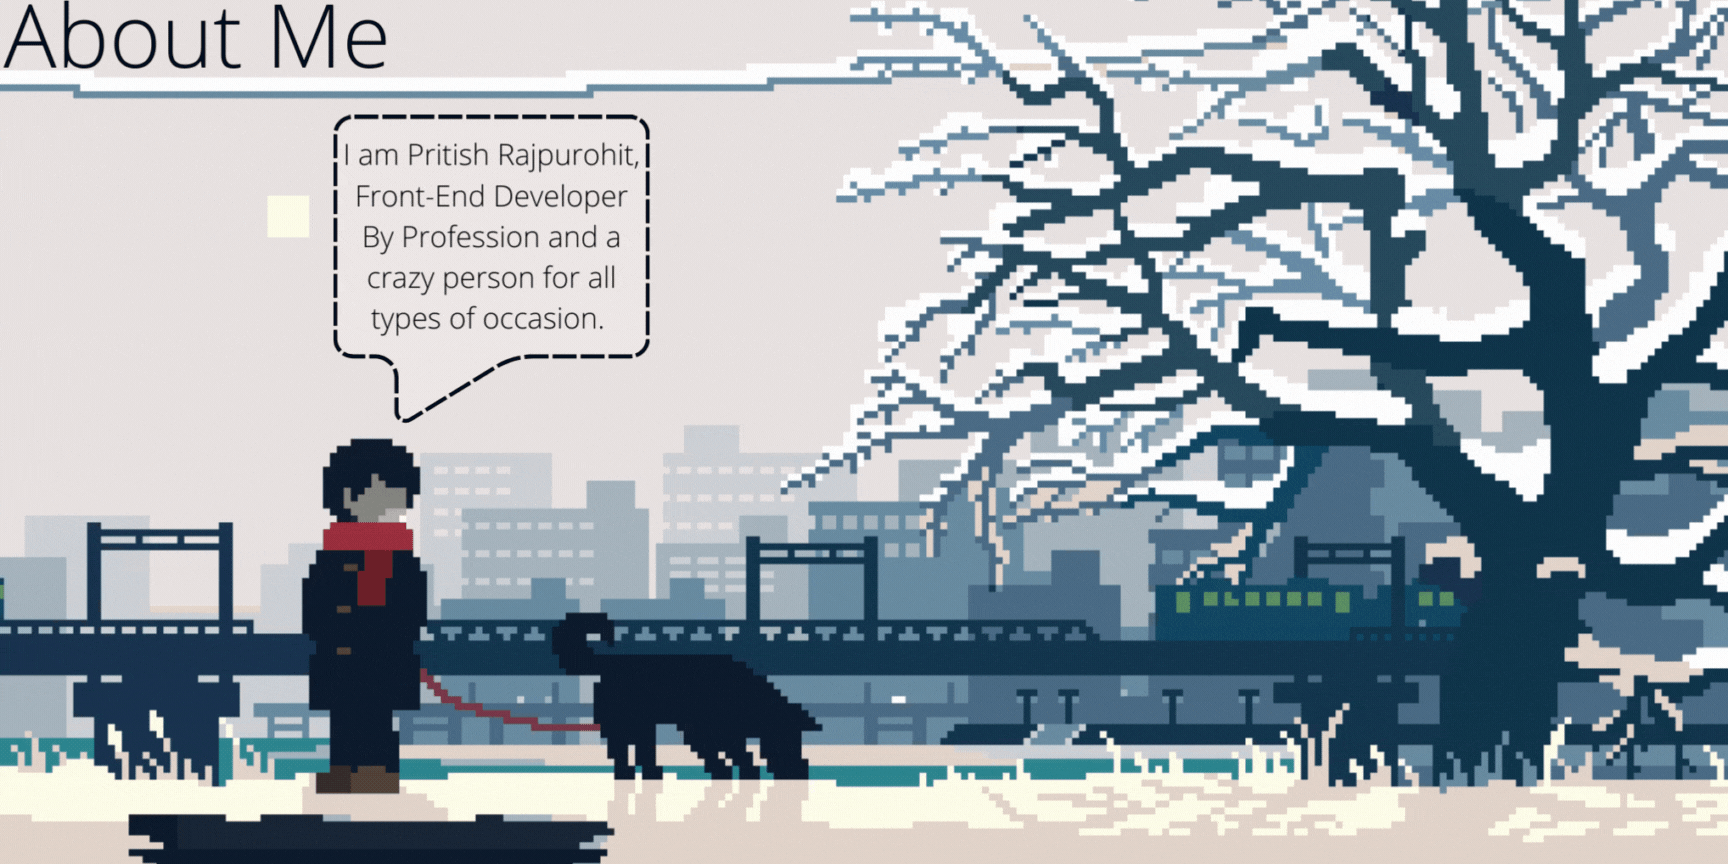 About Me
I am Pritish Rajpurohit,
Front-End Developer
By Profession and a
crazy person for all
types of occasion.